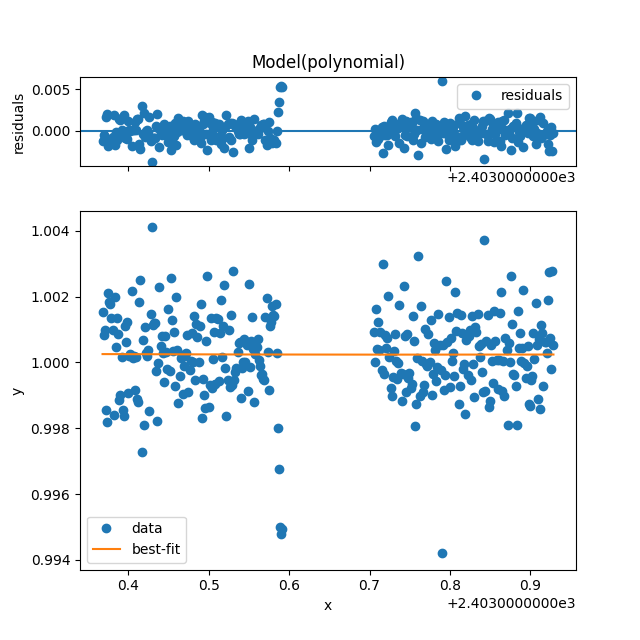 Model(polynomial)
0.005
0.000
residuals
residuals
+2.4030000000e3
1.004
1.002
1.000
0.998
0.996
0.994
y
data
best-fit
0.4 0.5 0.6 0.7 0.8 0.9
x
+2.4030000000e3